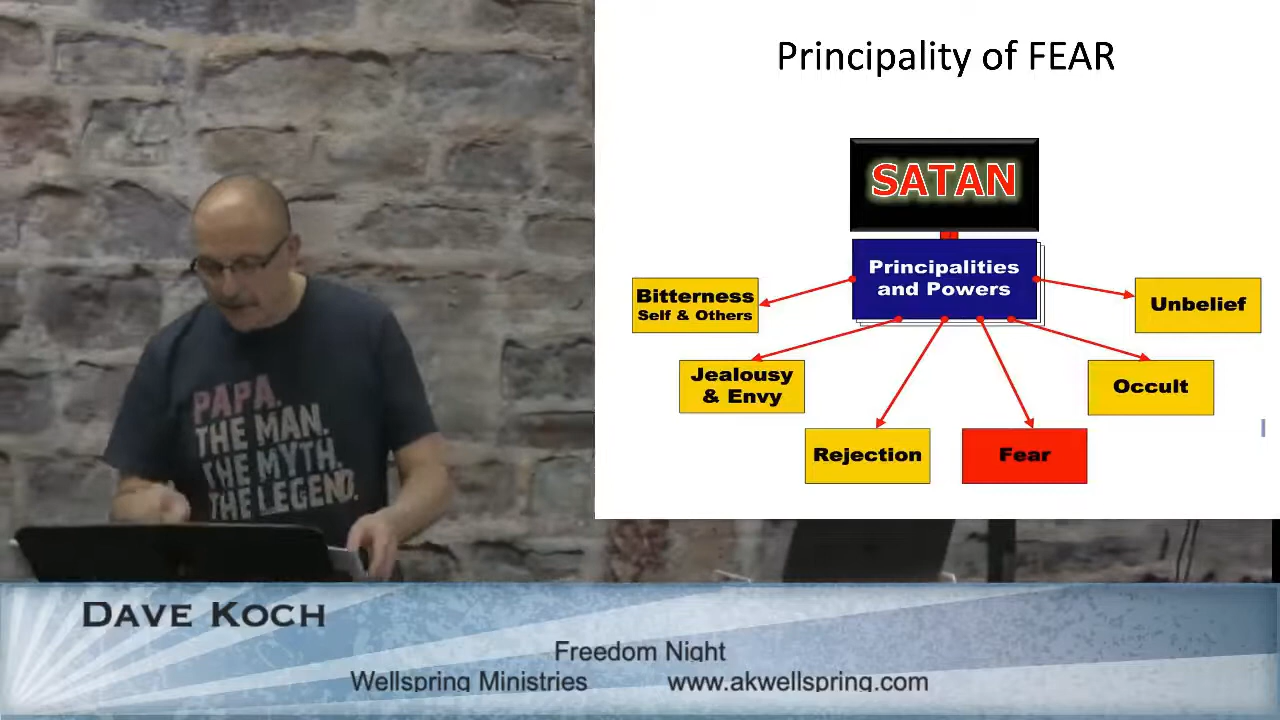 Principality of FEAR
SATAN
Principalities
and Powers
Bitterness
Self & Others
Unbelief
Jealousy
& Envy
Occult
Rejection
Fear
PAPA.
THE MAN.
THE MYTH.
THE LEGEND.
DAVE KOCH
Freedom Night
Wellspring Ministries www.akwellspring.com